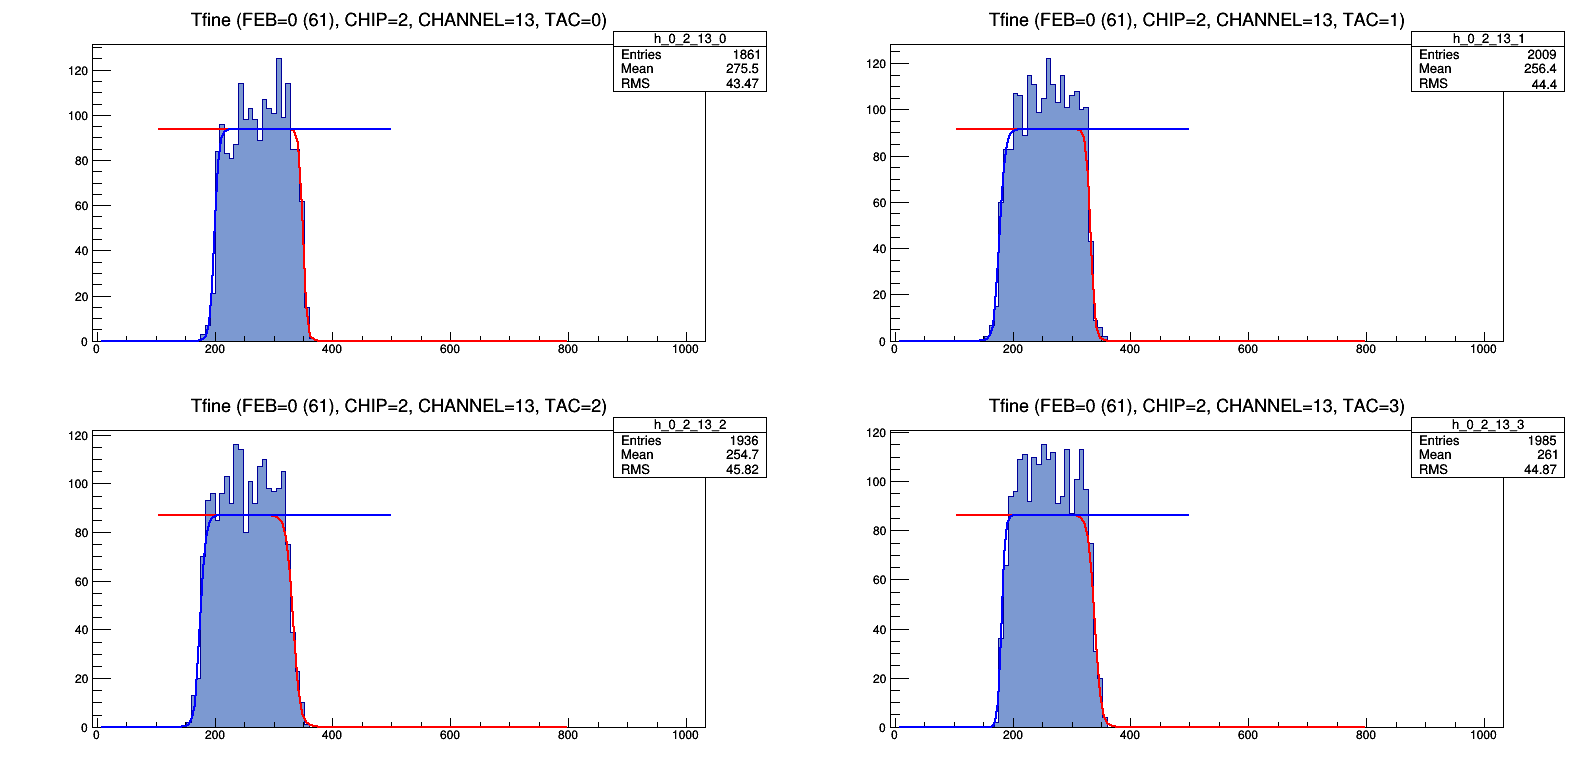 Tfine (FEB=0 (61), CHIP=2, CHANNEL=13, TAC=0)
h_0_2_13_0
Entries 1861
Mean 275.5
RMS 43.47
120
100
80
60
40
20
0
0 200 400 600 800 1000
Tfine (FEB=0 (61), CHIP=2, CHANNEL=13, TAC=1)
h_0_2_13_1
Entries 2009
Mean 256.4
RMS 44.4
120
100
80
60
40
20
0
0 200 400 600 800 1000
Tfine (FEB=0 (61), CHIP=2, CHANNEL=13, TAC=2)
h_0_2_13_2
Entries 1936
Mean 254.7
RMS 45.82
120
100
80
60
40
20
0
0 200 400 600 800 1000
Tfine (FEB=0 (61), CHIP=2, CHANNEL=13, TAC=3)
h_0_2_13_3
Entries 1985
Mean 261
RMS 44.87
120
100
80
60
40
20
0
0 200 400 600 800 1000